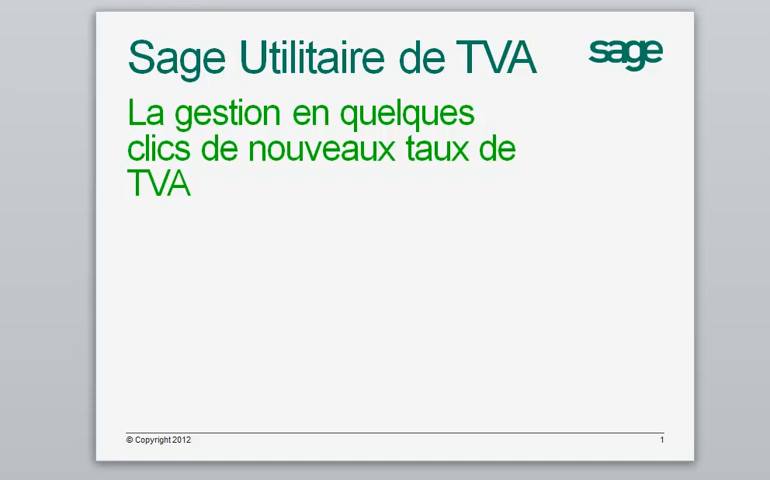 Sage Utilitaire de TVA
sage
La gestion en quelques
clics de nouveaux taux de
TVA
© Copyright 2012
1